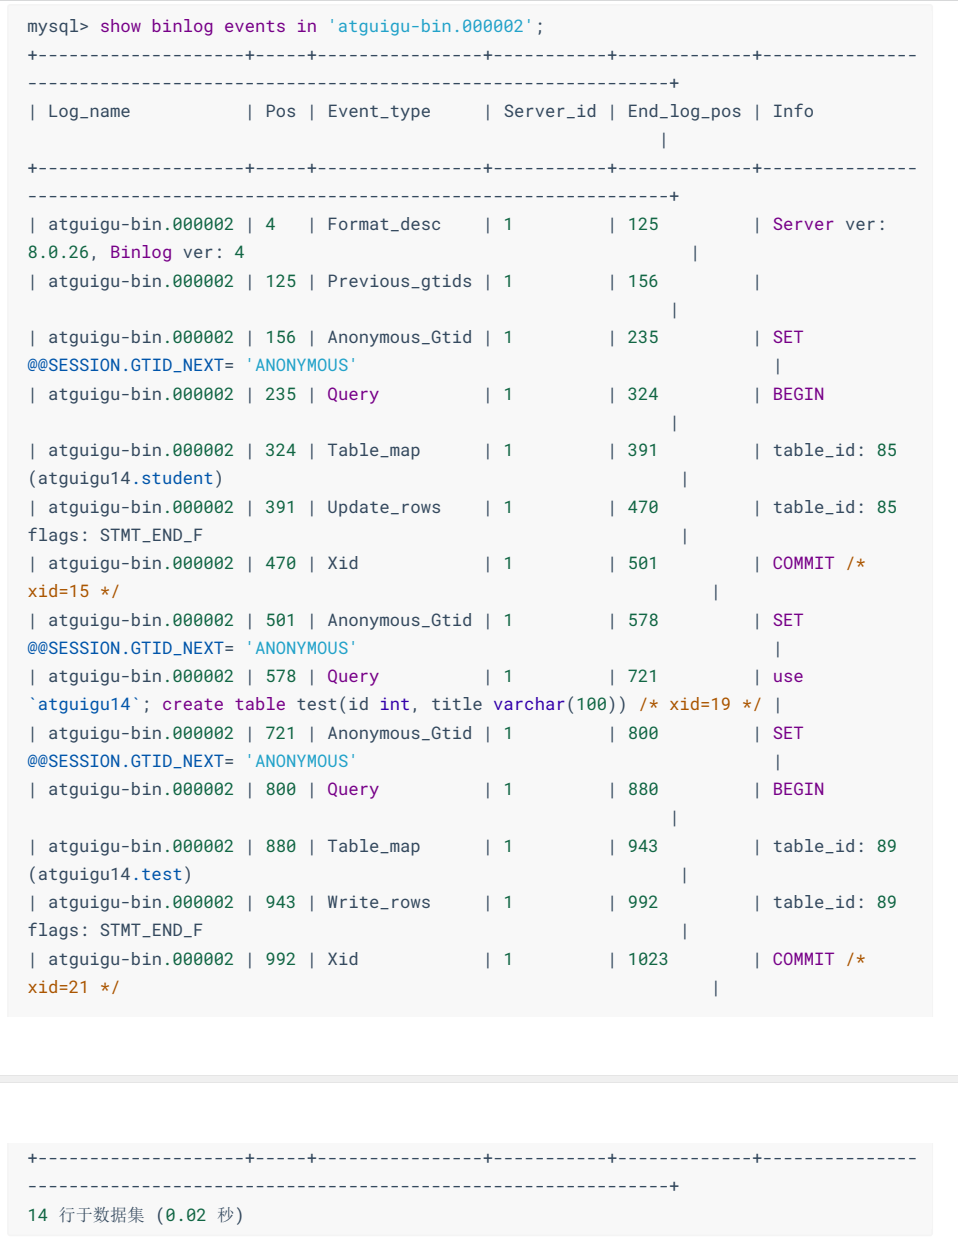 mysql> show binlog events in 'atguigu-bin.000002';
+--------------------+-----+----------------+-----------+-------------+---------------
--------------------------------------------------------------+
| Log_name           | Pos | Event_type     | Server_id | End_log_pos | Info
                                                             |
+--------------------+-----+----------------+-----------+-------------+---------------
--------------------------------------------------------------+
| atguigu-bin.000002 | 4   | Format_desc    | 1         | 125         | Server ver:
8.0.26, Binlog ver: 4                                           |
| atguigu-bin.000002 | 125 | Previous_gtids | 1         | 156         |
                                                              |
| atguigu-bin.000002 | 156 | Anonymous_Gtid | 1         | 235         | SET
@@SESSION.GTID_NEXT= 'ANONYMOUS'                                        |
| atguigu-bin.000002 | 235 | Query          | 1         | 324         | BEGIN
                                                              |
| atguigu-bin.000002 | 324 | Table_map      | 1         | 391         | table_id: 85
(atguigu14.student)                                            |
| atguigu-bin.000002 | 391 | Update_rows    | 1         | 470         | table_id: 85
flags: STMT_END_F                                              |
| atguigu-bin.000002 | 470 | Xid            | 1         | 501         | COMMIT /*
xid=15 */                                                         |
| atguigu-bin.000002 | 501 | Anonymous_Gtid | 1         | 578         | SET
@@SESSION.GTID_NEXT= 'ANONYMOUS'                                        |
| atguigu-bin.000002 | 578 | Query          | 1         | 721         | use
`atguigu14`; create table test(id int, title varchar(100)) /* xid=19 */ |
| atguigu-bin.000002 | 721 | Anonymous_Gtid | 1         | 800         | SET
@@SESSION.GTID_NEXT= 'ANONYMOUS'                                        |
| atguigu-bin.000002 | 800 | Query          | 1         | 880         | BEGIN
                                                              |
| atguigu-bin.000002 | 880 | Table_map      | 1         | 943         | table_id: 89
(atguigu14.test)                                               |
| atguigu-bin.000002 | 943 | Write_rows     | 1         | 992         | table_id: 89
flags: STMT_END_F                                              |
| atguigu-bin.000002 | 992 | Xid            | 1         | 1023        | COMMIT /*
xid=21 */                                                         |
+--------------------+-----+----------------+-----------+-------------+---------------
--------------------------------------------------------------+
14 行于数据集 (0.02 秒)